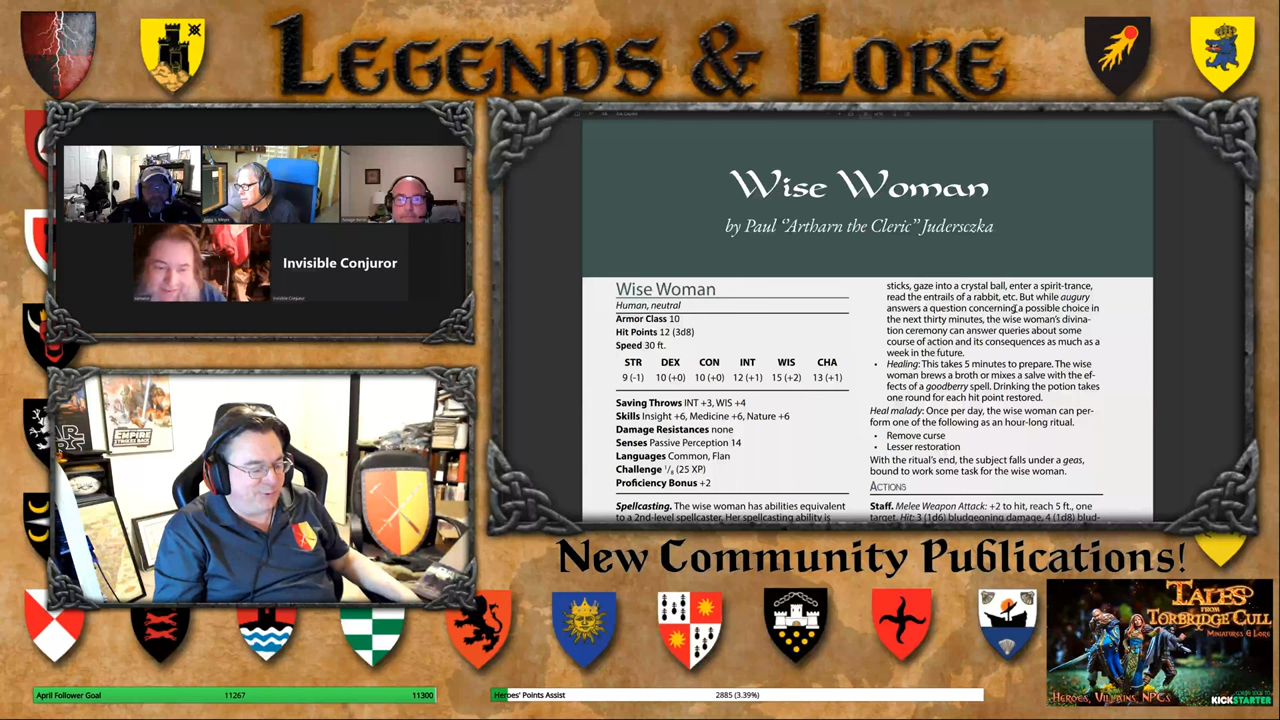 LEGENDS & LORE
Invisible Conjuror
Invisible Conjuror
EMPIRE
STRIKES BACK
Wise Woman
by Paul “Artharn the Cleric” Judersczka
Wise Woman
Human, neutral
Armor Class 10
Hit Points 12 (3d8)
Speed 30 ft.
STR DEX CON INT WIS CHA
9 (-1) 10 (+0) 10 (+0) 12 (+1) 15 (+2) 13 (+1)
Saving Throws INT +3, WIS +4
Skills Insight +6, Medicine +6, Nature +6
Damage Resistances none
Senses Passive Perception 14
Languages Common, Flan
Challenge 1/8 (25 XP)
Proficiency Bonus +2
Spellcasting. The wise woman has abilities equivalent
to a 2nd-level spellcaster. Her spellcasting ability is
sticks, gaze into a crystal ball, enter a spirit-trance,
read the entrails of a rabbit, etc. But while augury
answers a question concerning a possible choice in
the next thirty minutes, the wise woman's divina-
tion ceremony can answer queries about some
course of action and its consequences as much as a
week in the future.
• Healing: This takes 5 minutes to prepare. The wise
woman brews a broth or mixes a salve with the ef-
fects of a goodberry spell. Drinking the potion takes
one round for each hit point restored.
Heal malady: Once per day, the wise woman can per-
form one of the following as an hour-long ritual.
• Remove curse
• Lesser restoration
With the ritual's end, the subject falls under a geas,
bound to work some task for the wise woman.
ACTIONS
Staff. Melee Weapon Attack: +2 to hit, reach 5 ft., one
target. Hit: 3 (1d6) bludgeoning damage, 4 (1d8) blud-
New Community Publications!
TALES
FROM
TORBRIDGE CULL
MINIATURES & LORE
HEROES, VILLAINS, NPCS
COMING SOON TO
KICKSTARTER
April Follower Goal 11267 11300
Heroes' Points Assist 2885 (3.39%)